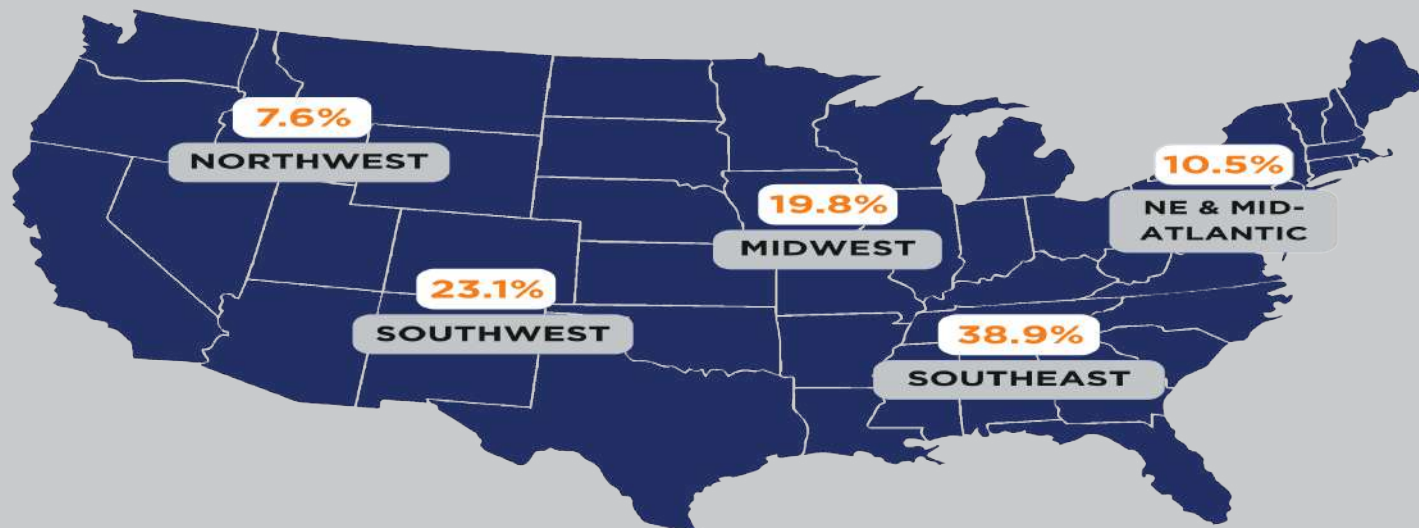 7.6%
NORTHWEST
10.5%
NE & MID-
ATLANTIC
19.8%
MIDWEST
23.1%
SOUTHWEST
38.9%
SOUTHEAST